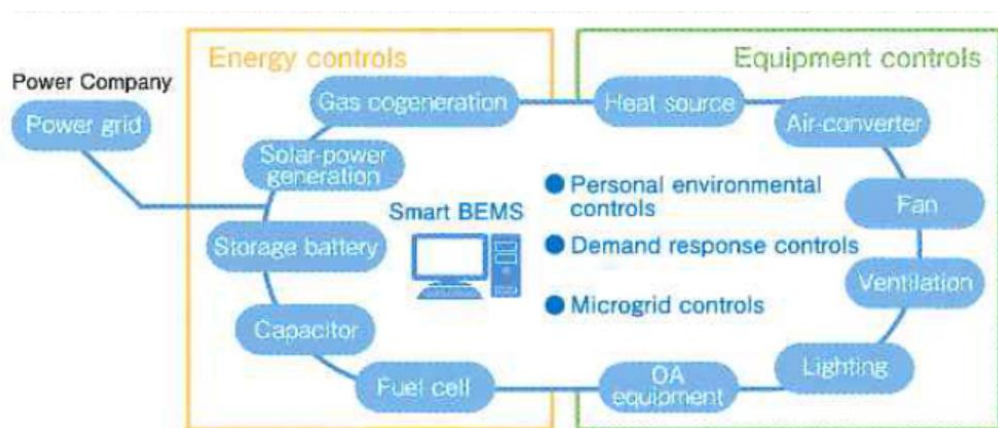 Energy controls
Equipment controls
Power Company
Power grid
Gas cogeneration
Heat source
Air-converter
Solar-power
generation
Smart BEMS
Personal environmental
controls
Fan
Storage battery
Demand response controls
Ventilation
Microgrid controls
Capacitor
Lighting
Fuel cell
OA
equipment